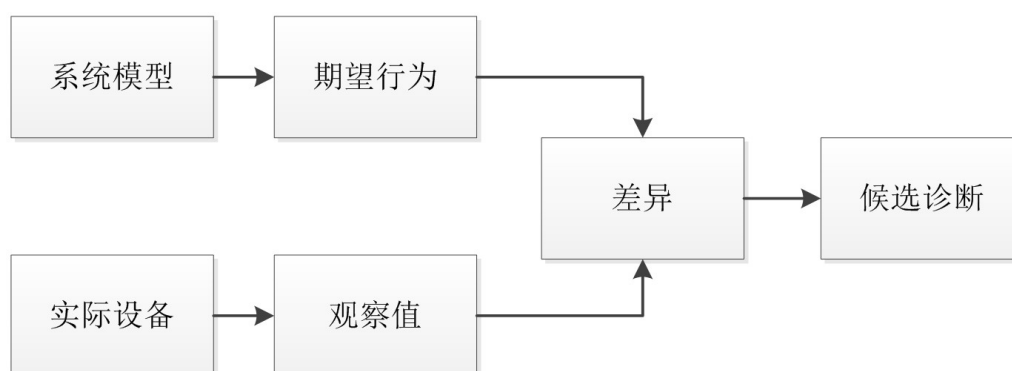 系统模型
期望行为
差异
候选诊断
实际设备
观察值